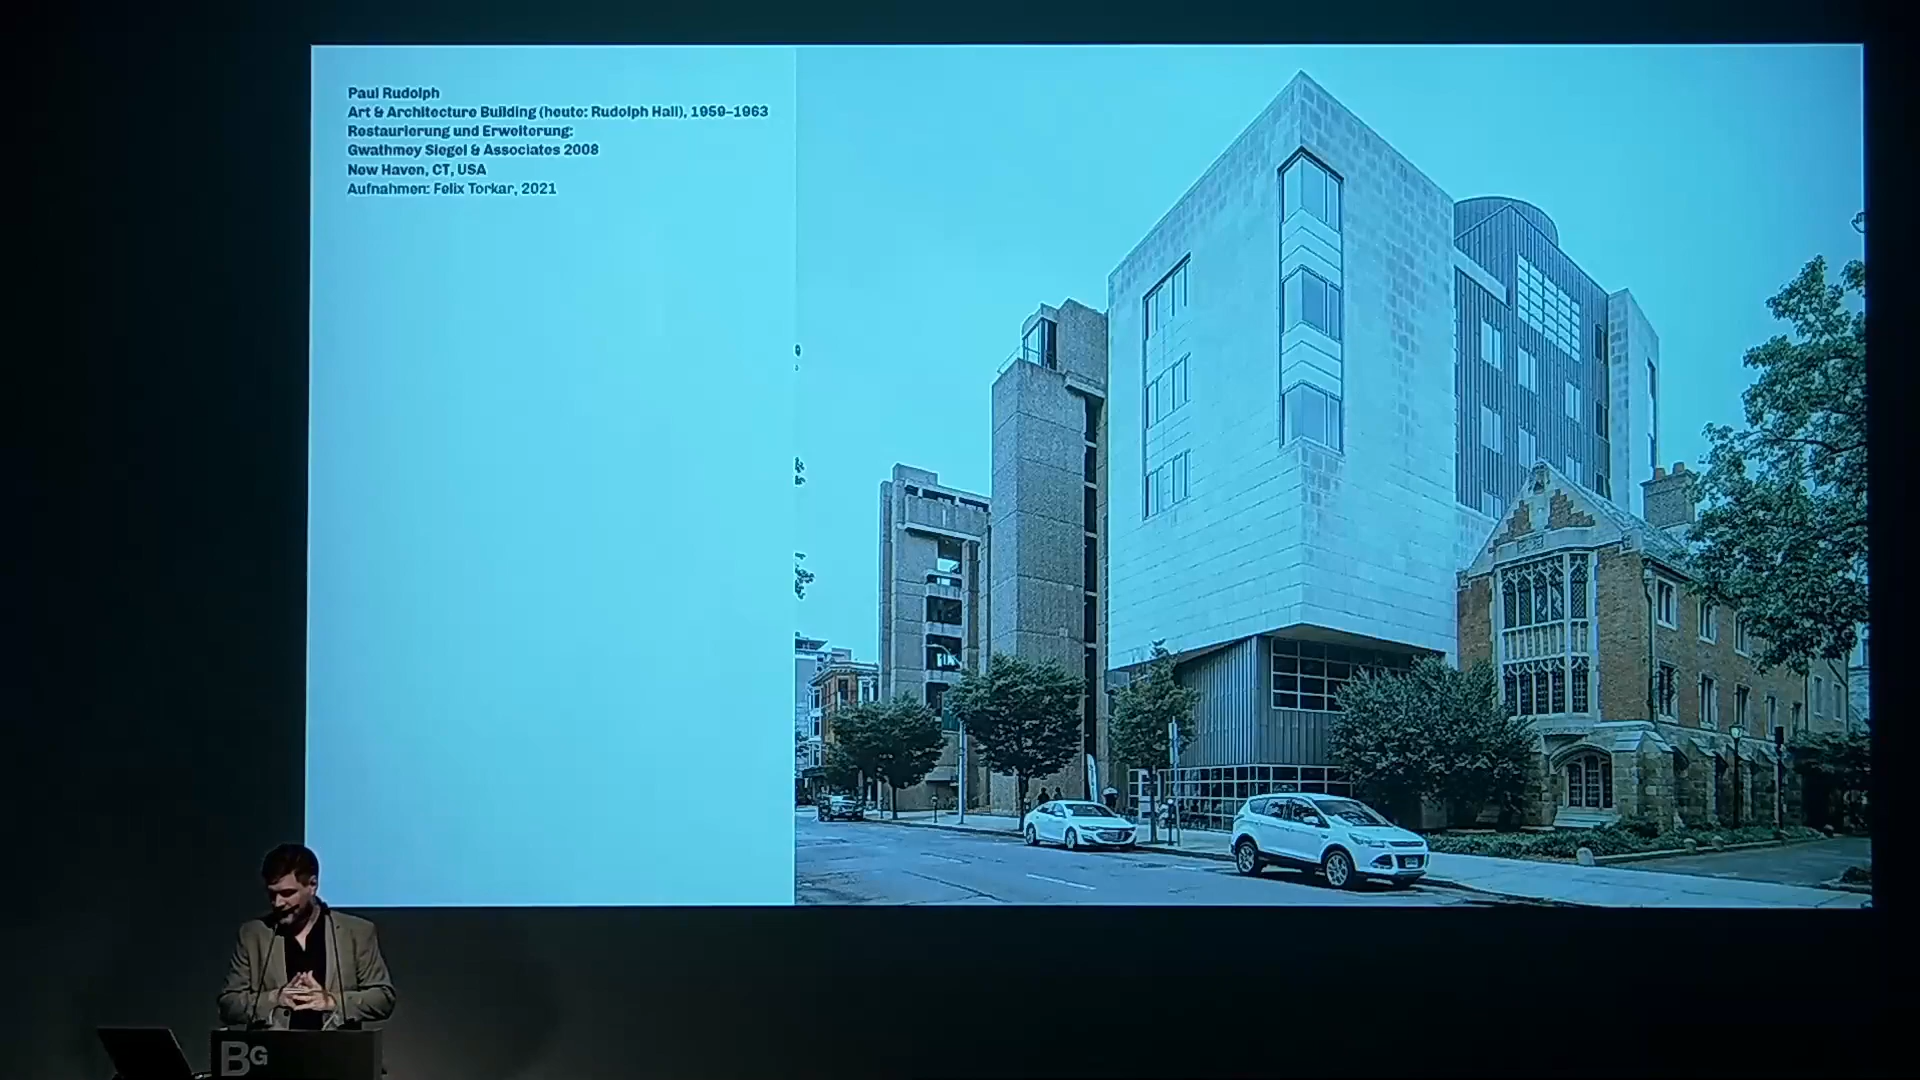 Paul Rudolph
Art & Architecture Building (heute: Rudolph Hall), 1959–1963
Restaurierung und Erweiterung:
Gwathmey Siegel & Associates 2008
New Haven, CT, USA
Aufnahmen: Felix Torkar, 2021
BG